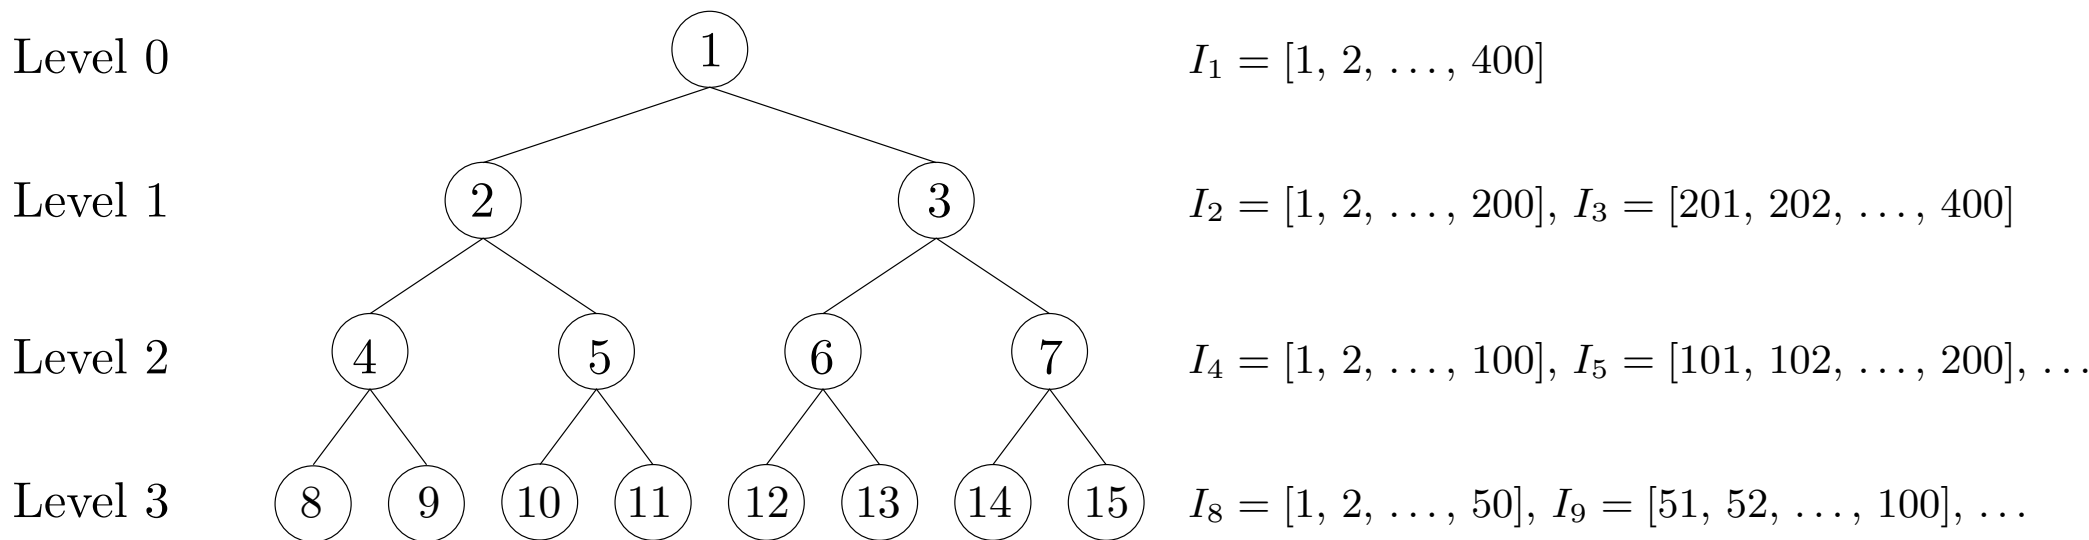 Level 0 1 I₁ = [1, 2, …, 400]
Level 1 2 3 I₂ = [1, 2, …, 200], I₃ = [201, 202, …, 400]
Level 2 4 5 6 7 I₄ = [1, 2, …, 100], I₅ = [101, 102, …, 200], …
Level 3 8 9 10 11 12 13 14 15 I₈ = [1, 2, …, 50], I₉ = [51, 52, …, 100], …